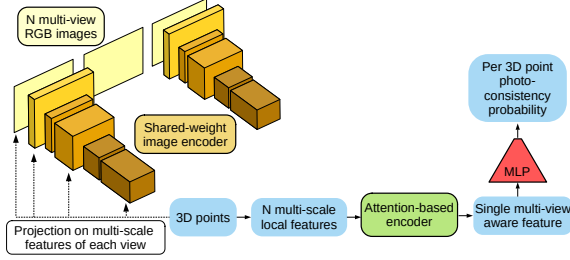 N multi-view
RGB images
Shared-weight
image encoder
Per 3D point
photo-
consistency
probability
MLP
3D points
N multi-scale
local features
Attention-based
encoder
Single multi-view
aware feature
Projection on multi-scale
features of each view